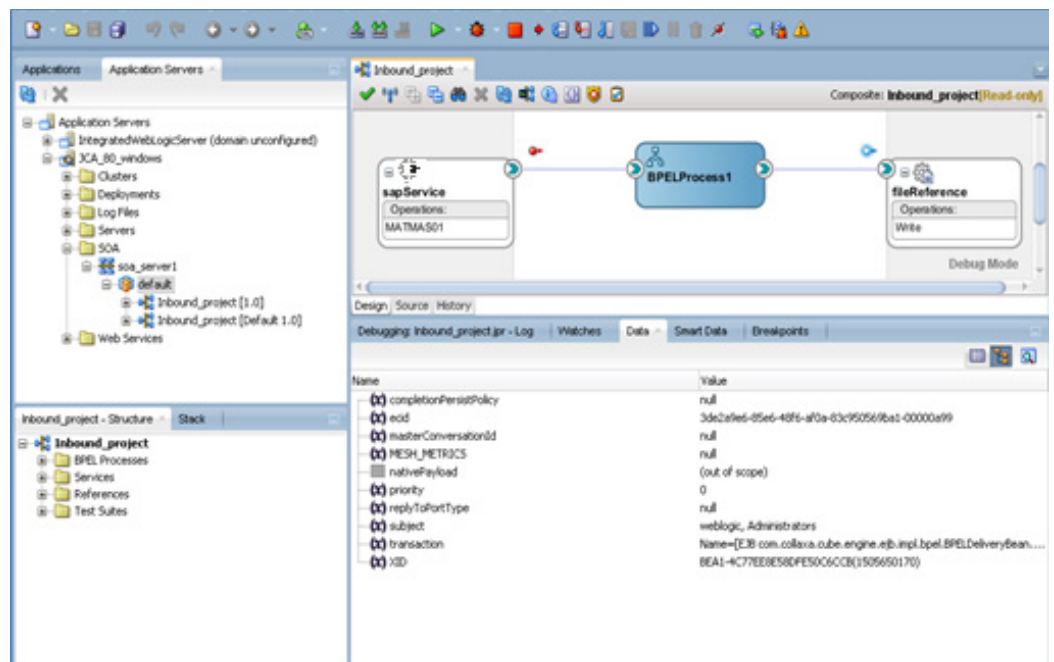 Applications
Application Servers
Application Servers
IntegratedWebLogicServer (domain unconfigured)
JCA_80_windows
Clusters
Deployments
Log Files
Servers
SOA
soa_server1
default
Inbound_project [1.0]
Inbound_project [Default 1.0]
Web Services
Inbound_project - Structure
Stack
Inbound_project
BPEL Processes
Services
References
Test Suites
Inbound_project
Composite: Inbound_project[Read-only]
sapService
Operations:
MATMAS01
BPELProcess1
fileReference
Operations:
Write
Debug Mode
Design Source History
Debugging: Inbound_project.jpr - Log
Watches
Data
Smart Data
Breakpoints
Name Value
completionPersistPolicy null
ecid 3de2a9e6-85e6-48f6-af0a-83c950569ba1-00000a99
masterConversationId null
MESH_METRICS null
nativePayload (out of scope)
priority 0
replyToPortType null
subject weblogic, Administrators
transaction Name=[EJB com.collaxa.cube.engine.ejb.impl.bpel.BPELDeliveryBean....
XID BEA1-4C77EE8E58DFE50C6CCB(1505650170)